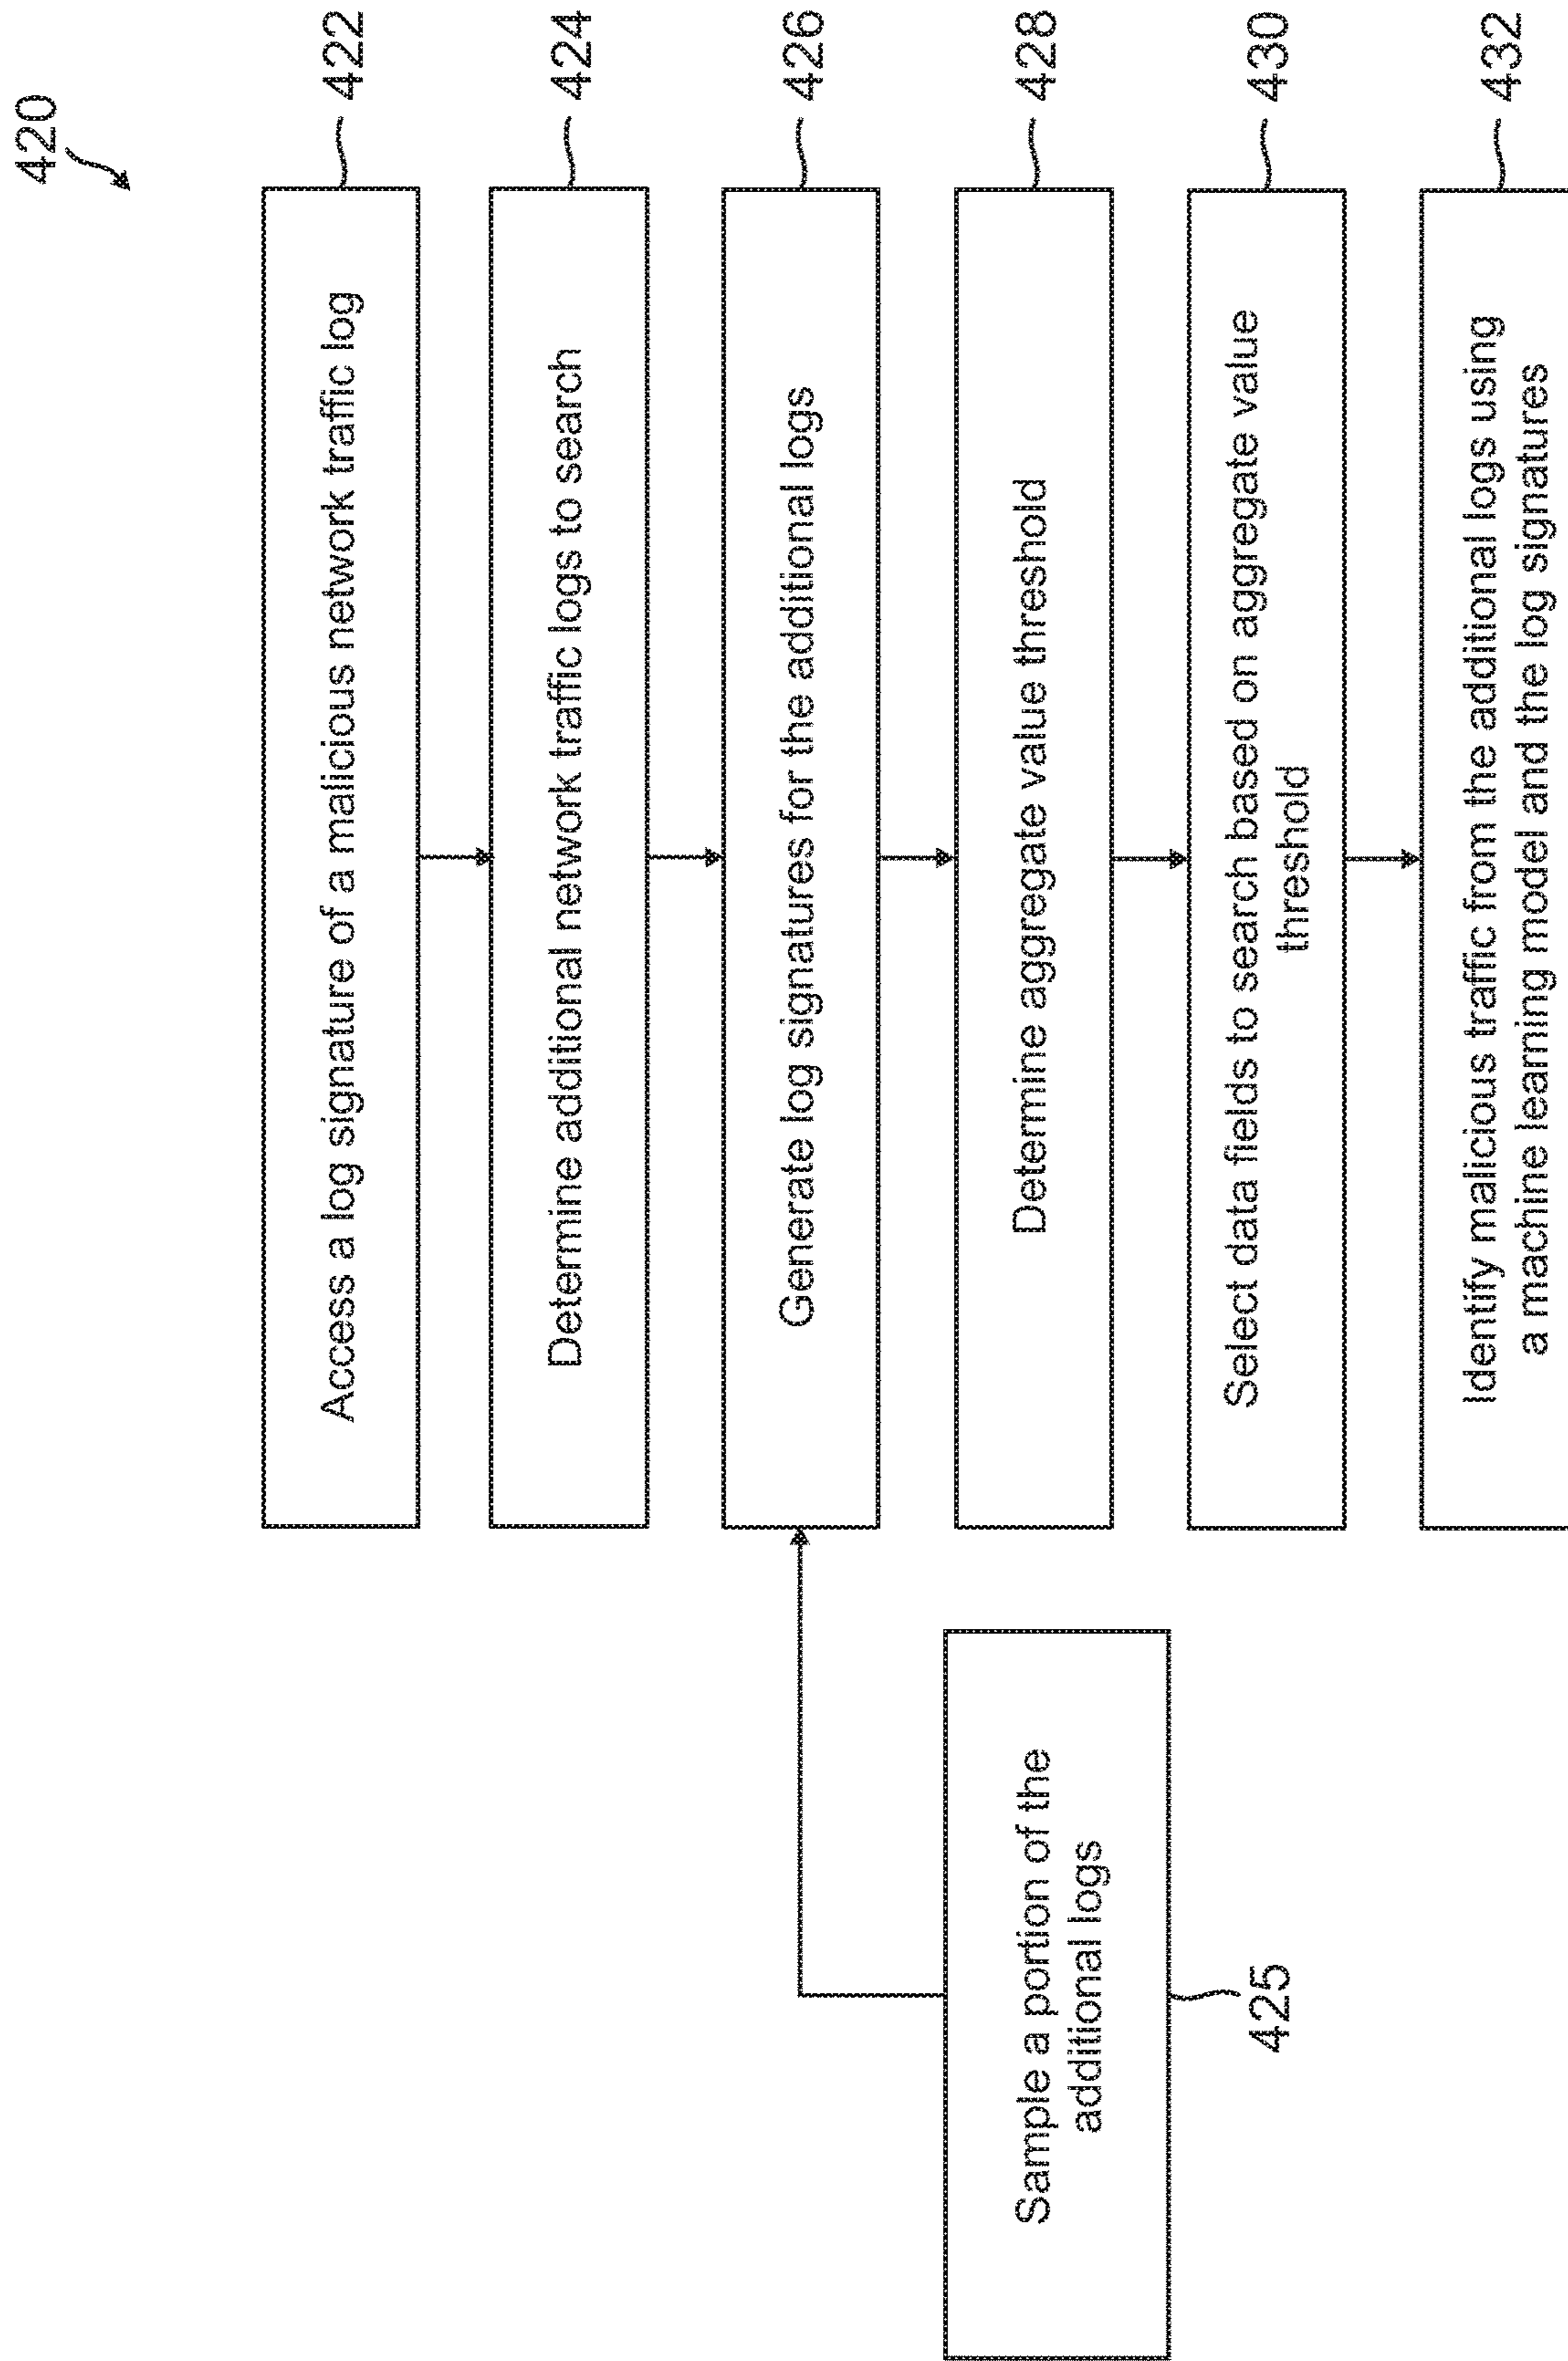 420
Access a log signature of a malicious network traffic log
422
Determine additional network traffic logs to search
424
Generate log signatures for the additional logs
426
Determine aggregate value threshold
428
Select data fields to search based on aggregate value
threshold
430
Identify malicious traffic from the additional logs using
a machine learning model and the log signatures
432
Sample a portion of the
additional logs
425